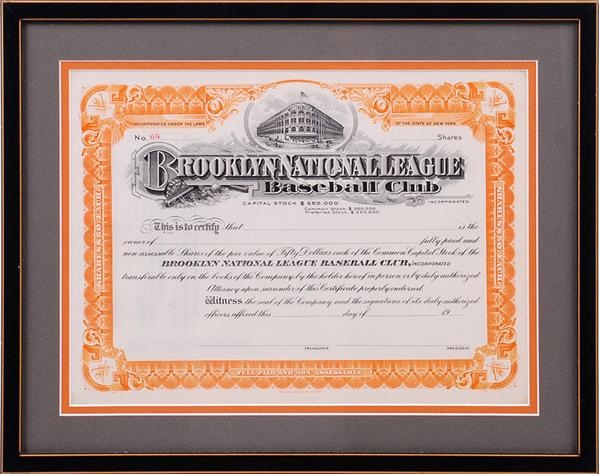 INCORPORATED UNDER THE LAWS
OF THE STATE OF NEW YORK
No. 68
Shares
BROOKLYN NATIONAL LEAGUE
Baseball Club
INCORPORATED
CAPITAL STOCK $550,000.
Common Stock $300,000
Preferred Stock $250,000.
This is to certify that is the
owner of fully paid and
non assessable Shares of the par value of Fifty Dollars each of the Common Capital Stock of the
BROOKLYN NATIONAL LEAGUE BASEBALL CLUB, INCORPORATED
transferable only on the books of the Company by the holder hereof in person or by duly authorized
Attorney upon surrender of this Certificate properly endorsed.
Witness the seal of the Company and the signatures of its duly authorized
officers, affixed this day of 19
TREASURER. PRESIDENT.
SHARES $50 EACH
SHARES $50 EACH
FULL PAID AND NON-ASSESSABLE